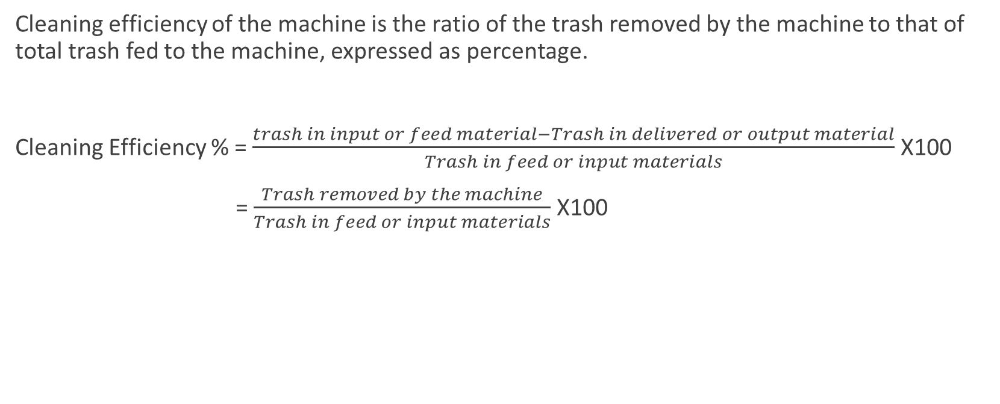 Cleaning efficiency of the machine is the ratio of the trash removed by the machine to that of
total trash fed to the machine, expressed as percentage.
Cleaning Efficiency % = trash in input or feed material−Trash in delivered or output material / Trash in feed or input materials X100
= Trash removed by the machine / Trash in feed or input materials X100